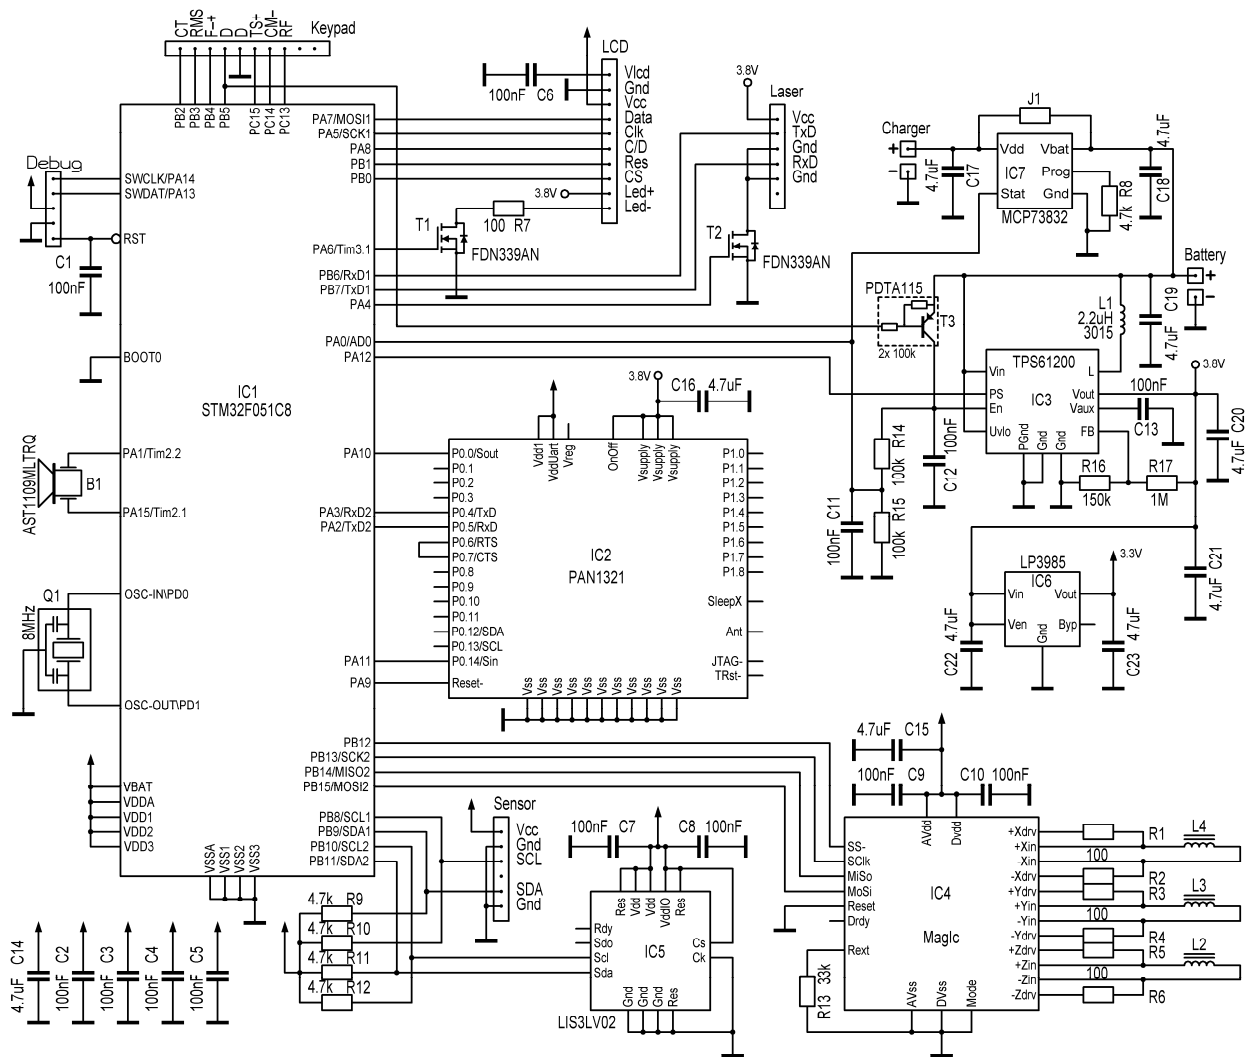 CT
RMS
F-+
D
D
TS+
CM-
RF
Keypad
PB2
PB3
PB4
PB5
PC15
PC14
PC13
LCD
Vlcd
Gnd
Vcc
Data
Clk
C/D
Res
CS
Led+
Led-
100nF C6
3.8V
100 R7
3.8V
Laser
Vcc
TxD
Gnd
RxD
Gnd
J1
Charger
+
-
4.7uF
C17
Vdd Vbat
IC7
Prog
Stat Gnd
MCP73832
4.7k R8
4.7uF
C18
Debug
SWCLK/PA14
SWDAT/PA13
RST
C1
100nF
BOOT0
IC1
STM32F051C8
PA7/MOSI1
PA5/SCK1
PA8
PB1
PB0
PA6/Tim3.1
PB6/RxD1
PB7/TxD1
PA4
PA0/AD0
PA12
T1
FDN339AN
T2
FDN339AN
PDTA115
T3
2x 100k
Battery
+
-
L1
2.2uH
3015
C19
4.7uF
TPS61200
Vin L
PS Vout
IC3
En Vaux
Uvlo FB
PGnd
Gnd
Gnd
3.8V
100nF
C13
C20
4.7uF
R16
150k
R17
1M
100k R14
100k R15
C12 100nF
100nF C11
LP3985
IC6
Vin Vout
Ven Byp
Gnd
3.3V
4.7uF C21
C22 4.7uF
C23 4.7uF
AST1109MLTRQ
B1
PA1/Tim2.2
PA15/Tim2.1
Q1
8MHz
OSC-IN\PD0
OSC-OUT\PD1
PA10
PA3/RxD2
PA2/TxD2
PA11
PA9
3.8V
C16 4.7uF
Vdd1
VddUart
Vreg
OnOff
Vsupply
Vsupply
Vsupply
P0.0/Sout
P0.1
P0.2
P0.3
P0.4/TxD
P0.5/RxD
P0.6/RTS
P0.7/CTS
P0.8
P0.9
P0.10
P0.11
P0.12/SDA
P0.13/SCL
P0.14/Sin
Reset-
IC2
PAN1321
P1.0
P1.1
P1.2
P1.3
P1.4
P1.5
P1.6
P1.7
P1.8
SleepX
Ant
JTAG-
TRst-
Vss
Vss
Vss
Vss
Vss
Vss
Vss
Vss
Vss
Vss
Vss
VBAT
VDDA
VDD1
VDD2
VDD3
VSSA
VSS1
VSS2
VSS3
PB12
PB13/SCK2
PB14/MISO2
PB15/MOSI2
PB8/SCL1
PB9/SDA1
PB10/SCL2
PB11/SDA2
Sensor
Vcc
Gnd
SCL
SDA
Gnd
4.7k R9
4.7k R10
4.7k R11
4.7k R12
4.7uF C14
100nF C2
100nF C3
100nF C4
100nF C5
100nF C7
C8 100nF
Res
Vdd
Vdd
VddIO
Res
Rdy
Sdo
Scl
Sda
IC5
Cs
Ck
Gnd
Gnd
Gnd
Res
LIS3LV02
4.7uF C15
100nF C9
C10 100nF
AVdd
Dvdd
SS-
SClk
MiSo
MoSi
Reset
Drdy
Rext
IC4
MagIc
+Xdrv
+Xin
-Xin
-Xdrv
+Ydrv
+Yin
-Yin
-Ydrv
+Zdrv
+Zin
-Zin
-Zdrv
AVss
DVss
Mode
R13 33k
R1
100
R2
R3
100
R4
R5
100
R6
L4
L3
L2